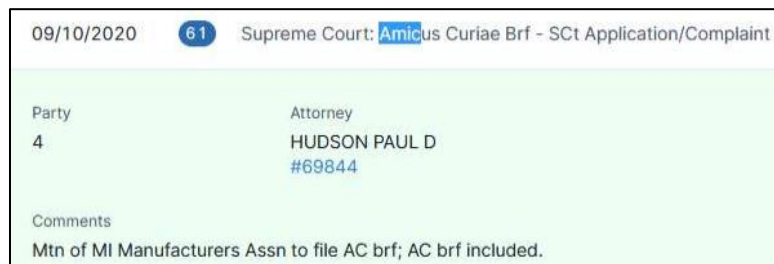 09/10/2020 61 Supreme Court: Amicus Curiae Brf - SCt Application/Complaint
Party Attorney
4 HUDSON PAUL D
#69844
Comments
Mtn of MI Manufacturers Assn to file AC brf; AC brf included.